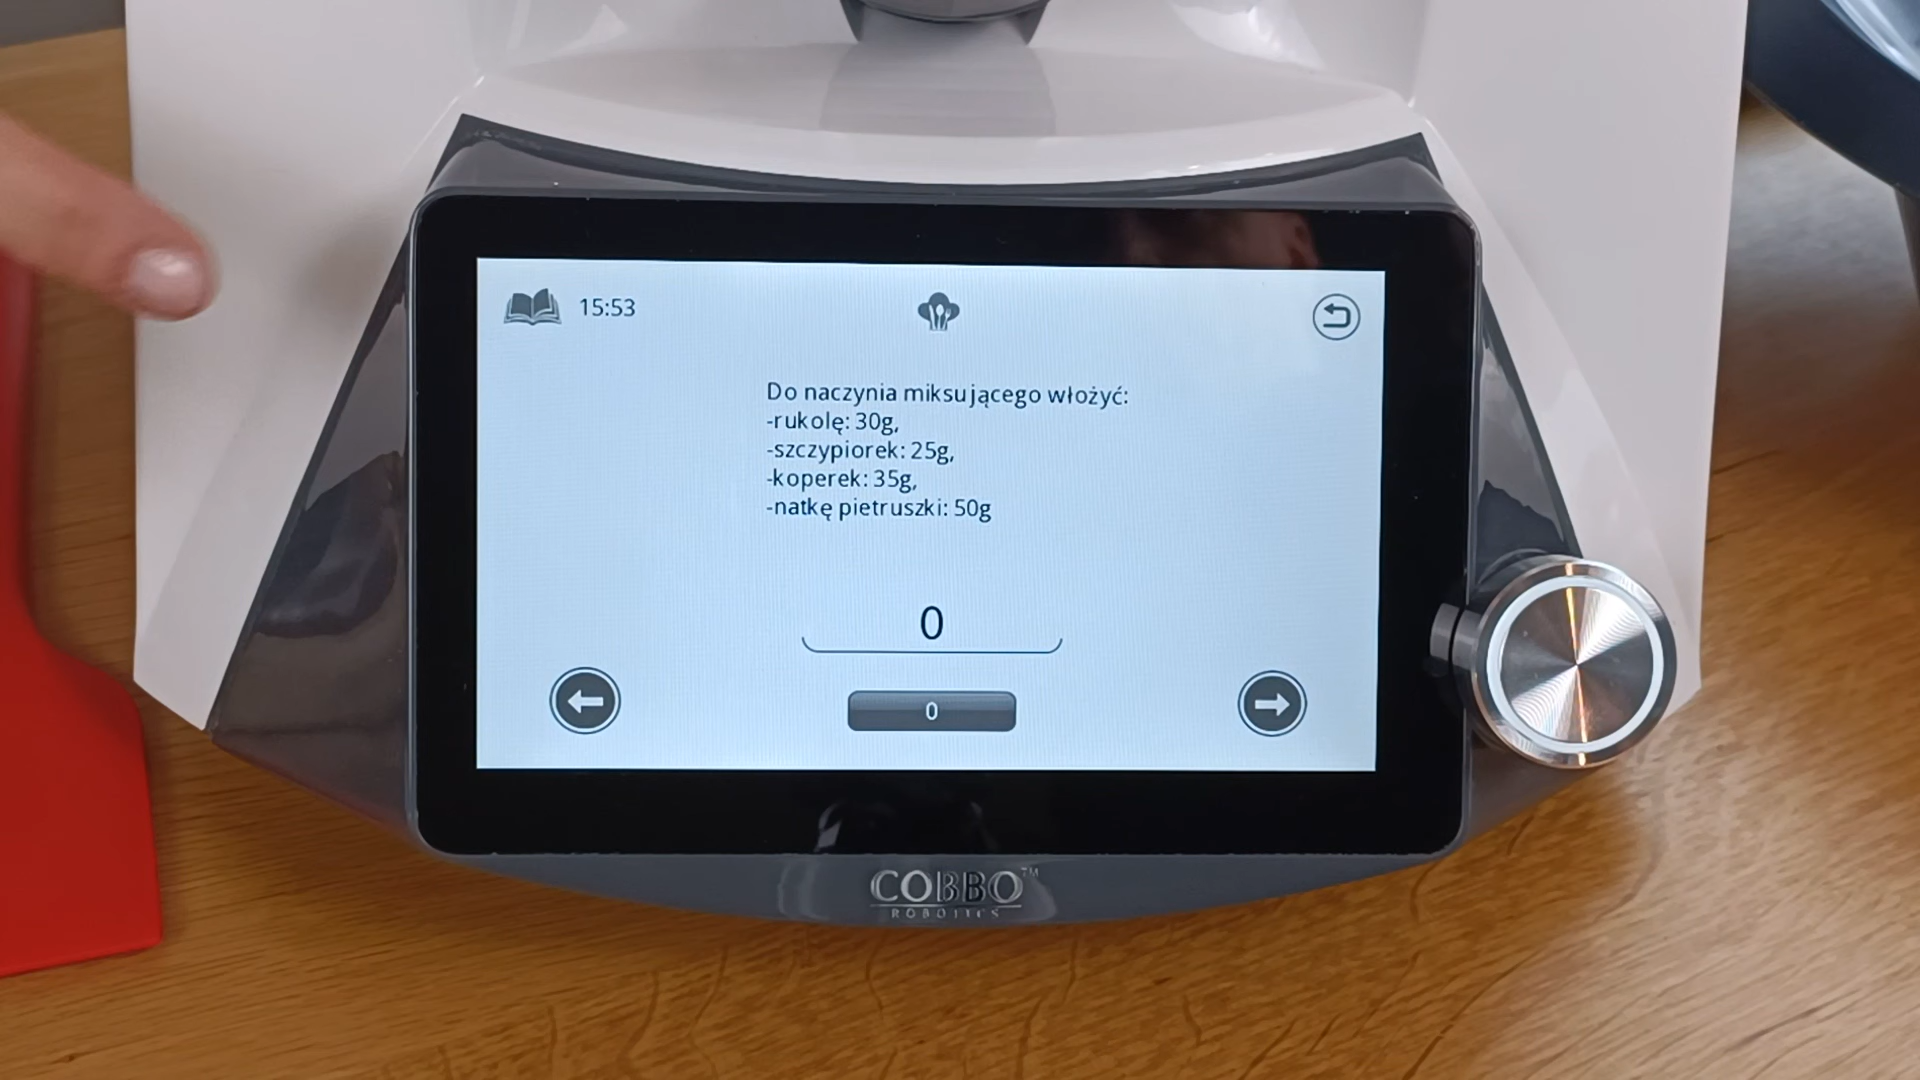 15:53
Do naczynia miksującego włożyć:
-rukolę: 30g,
-szczypiorek: 25g,
-koperek: 35g,
-natkę pietruszki: 50g
0
0
COBBO™
ROBOTICS